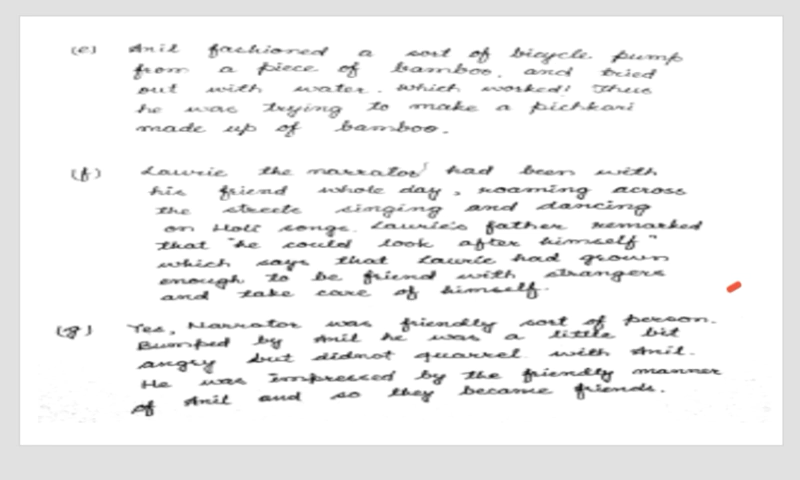 (e) Anil fashioned a sort of bicycle pump
from a piece of bamboo, and tried
out with water. which worked! Thus
he was trying to make a pichkari
made up of bamboo.
(f) Laurie the narrator had been with
his friend whole day, roaming across
the streets singing and dancing
on Holi songs. Laurie's father remarked
that "he could look after himself"
which says that Laurie had grown
enough to be friend with strangers
and take care of himself.
(g) Yes, Narrator was friendly sort of person.
Bumped by Anil he was a little bit
angry but didnot quarrel with Anil.
He was impressed by the friendly manner
of Anil and so they became friends.